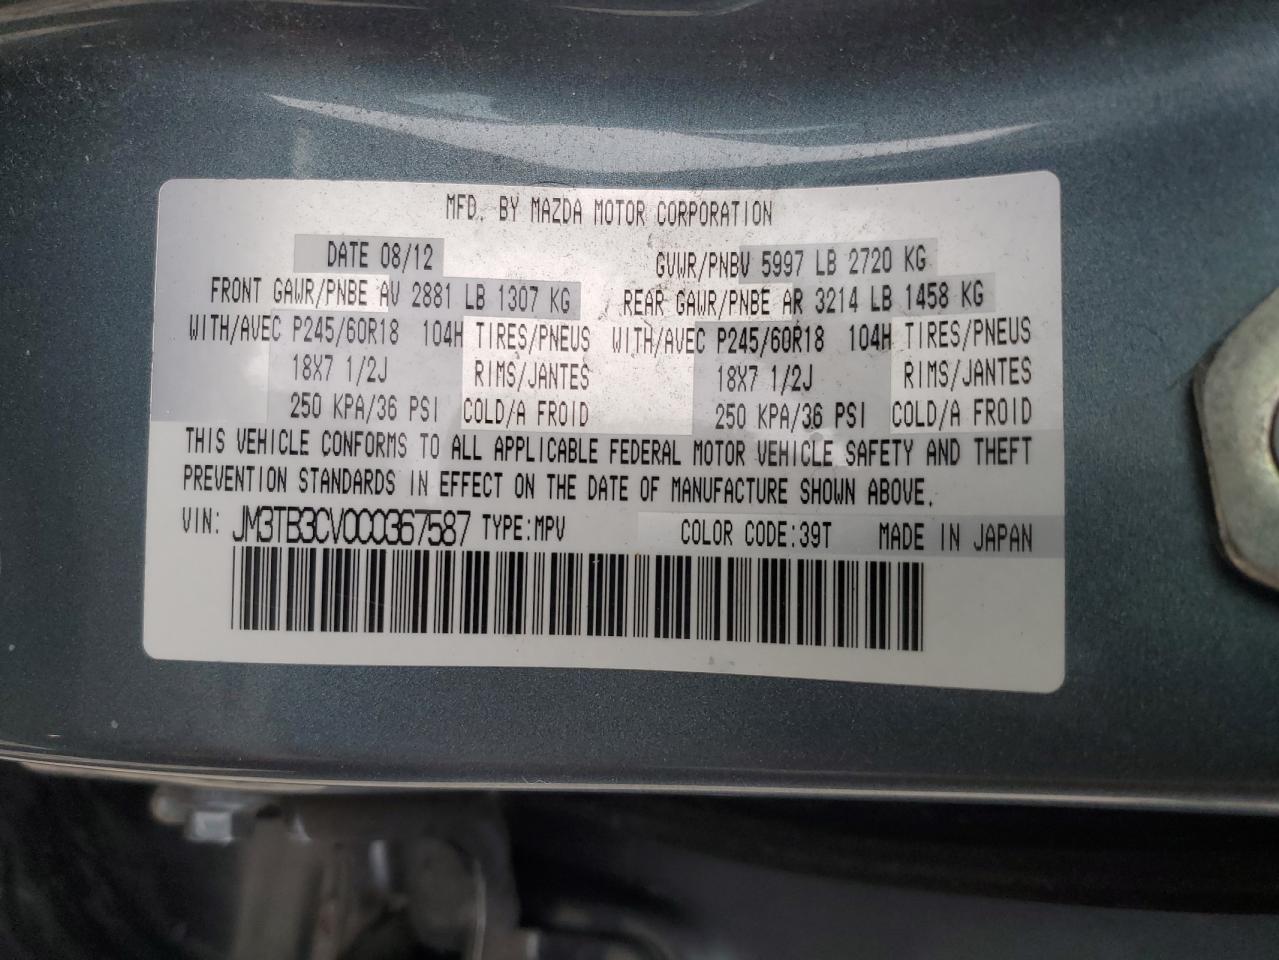 MFD. BY MAZDA MOTOR CORPORATION
DATE 08/12 GVWR/PNBV 5997 LB 2720 KG
FRONT GAWR/PNBE AV 2881 LB 1307 KG REAR GAWR/PNBE AR 3214 LB 1458 KG
WITH/AVEC P245/60R18 104H TIRES/PNEUS WITH/AVEC P245/60R18 104H TIRES/PNEUS
18X7 1/2J RIMS/JANTES 18X7 1/2J RIMS/JANTES
250 KPA/36 PSI COLD/A FROID 250 KPA/36 PSI COLD/A FROID
THIS VEHICLE CONFORMS TO ALL APPLICABLE FEDERAL MOTOR VEHICLE SAFETY AND THEFT
PREVENTION STANDARDS IN EFFECT ON THE DATE OF MANUFACTURE SHOWN ABOVE.
VIN: JM3TB3CV0C0367587 TYPE:MPV COLOR CODE:39T MADE IN JAPAN